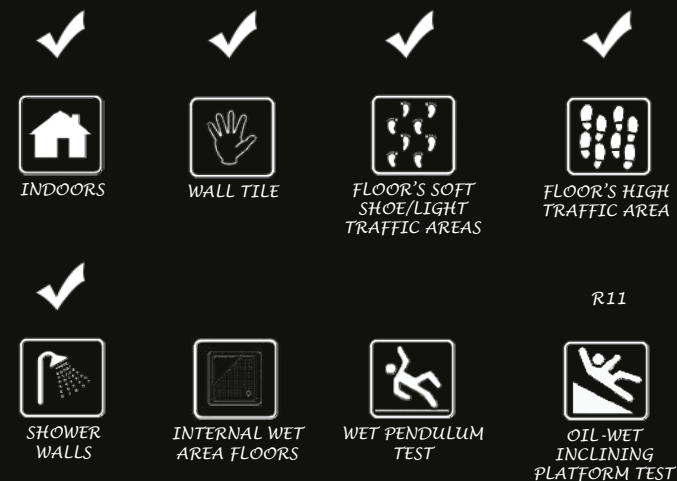 INDOORS
WALL TILE
FLOOR'S SOFT
SHOE/LIGHT
TRAFFIC AREAS
FLOOR'S HIGH
TRAFFIC AREA
R11
SHOWER
WALLS
INTERNAL WET
AREA FLOORS
WET PENDULUM
TEST
OIL-WET
INCLINING
PLATFORM TEST